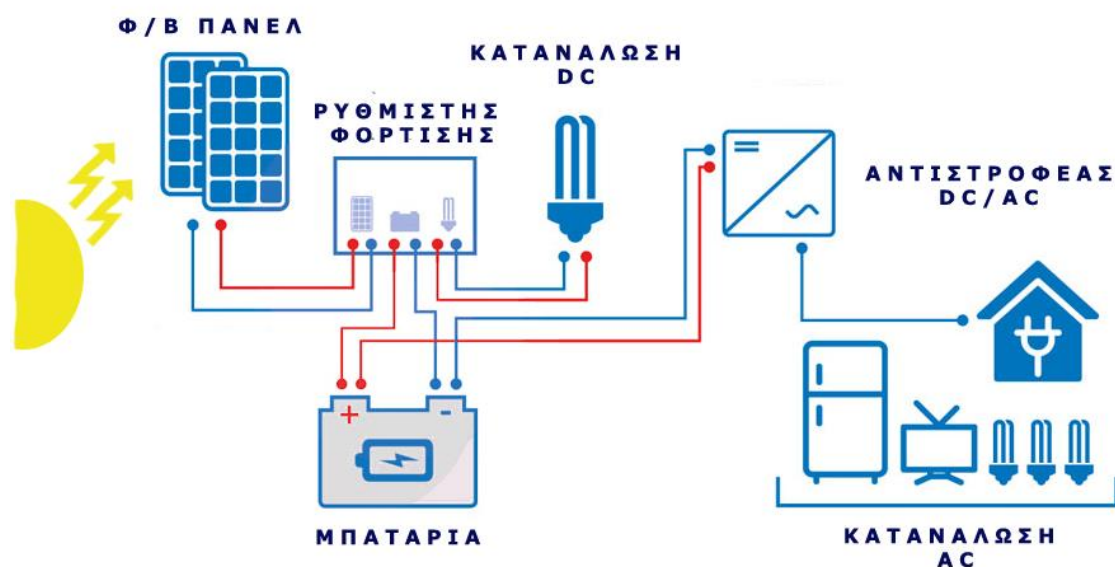 Φ/Β ΠΑΝΕΛ
ΡΥΘΜΙΣΤΗΣ
ΦΟΡΤΙΣΗΣ
ΚΑΤΑΝΑΛΩΣΗ
DC
ΑΝΤΙΣΤΡΟΦΕΑΣ
DC/AC
+ -
ΜΠΑΤΑΡΙΑ
ΚΑΤΑΝΑΛΩΣΗ
AC